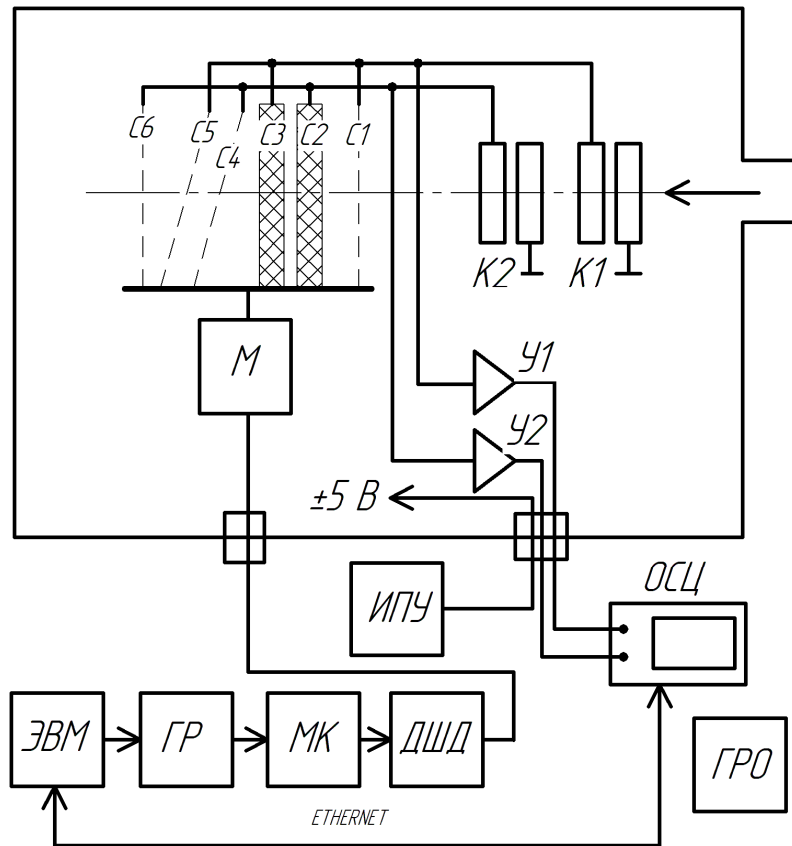 С6
С5
С4
С3
С2
С1
К2
К1
М
У1
У2
±5 В
ОСЦ
ИПУ
ЭВМ
ГР
МК
ДШД
ГРО
ETHERNET